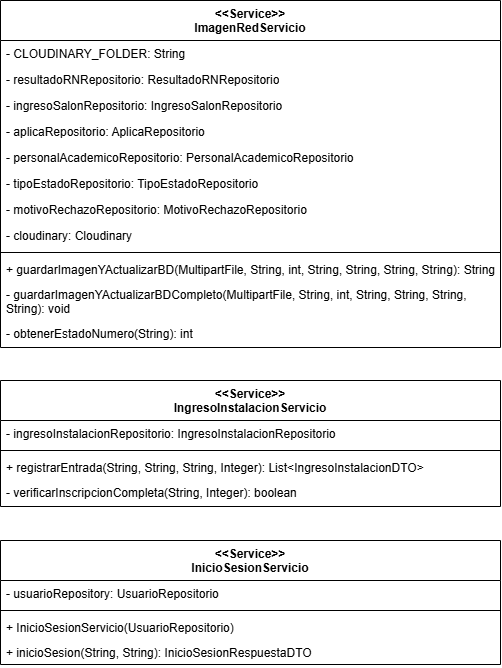 <<Service>>
ImagenRedServicio
- CLOUDINARY_FOLDER: String
- resultadoRNRepositorio: ResultadoRNRepositorio
- ingresoSalonRepositorio: IngresoSalonRepositorio
- aplicaRepositorio: AplicaRepositorio
- personalAcademicoRepositorio: PersonalAcademicoRepositorio
- tipoEstadoRepositorio: TipoEstadoRepositorio
- motivoRechazoRepositorio: MotivoRechazoRepositorio
- cloudinary: Cloudinary
+ guardarImagenYActualizarBD(MultipartFile, String, int, String, String, String, String): String
- guardarImagenYActualizarBDCompleto(MultipartFile, String, int, String, String, String,
String): void
- obtenerEstadoNumero(String): int
<<Service>>
IngresoInstalacionServicio
- ingresoInstalacionRepositorio: IngresoInstalacionRepositorio
+ registrarEntrada(String, String, String, Integer): List<IngresoInstalacionDTO>
- verificarInscripcionCompleta(String, Integer): boolean
<<Service>>
InicioSesionServicio
- usuarioRepository: UsuarioRepositorio
+ InicioSesionServicio(UsuarioRepositorio)
+ inicioSesion(String, String): InicioSesionRespuestaDTO